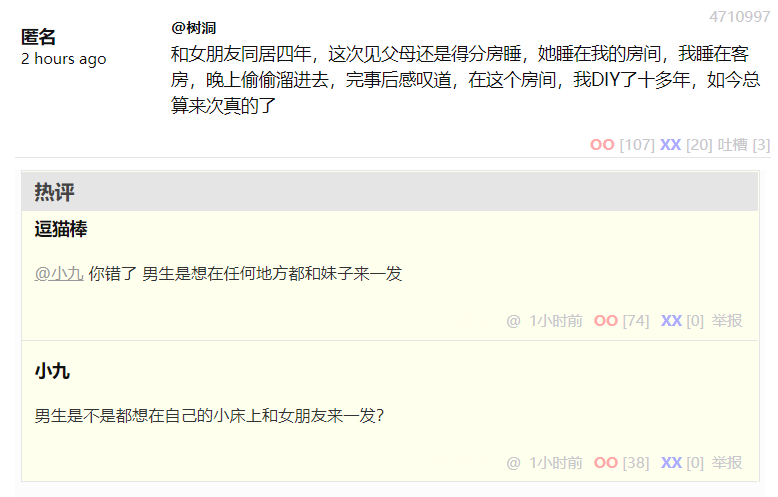 4710997
匿名
2 hours ago
@树洞
和女朋友同居四年，这次见父母还是得分房睡，她睡在我的房间，我睡在客
房，晚上偷偷溜进去，完事后感叹道，在这个房间，我DIY了十多年，如今总
算来次真的了
OO [107] XX [20] 吐槽 [3]
热评
逗猫棒
@小九 你错了 男生是想在任何地方都和妹子来一发
@ 1小时前 OO [74] XX [0] 举报
小九
男生是不是都想在自己的小床上和女朋友来一发？
@ 1小时前 OO [38] XX [0] 举报